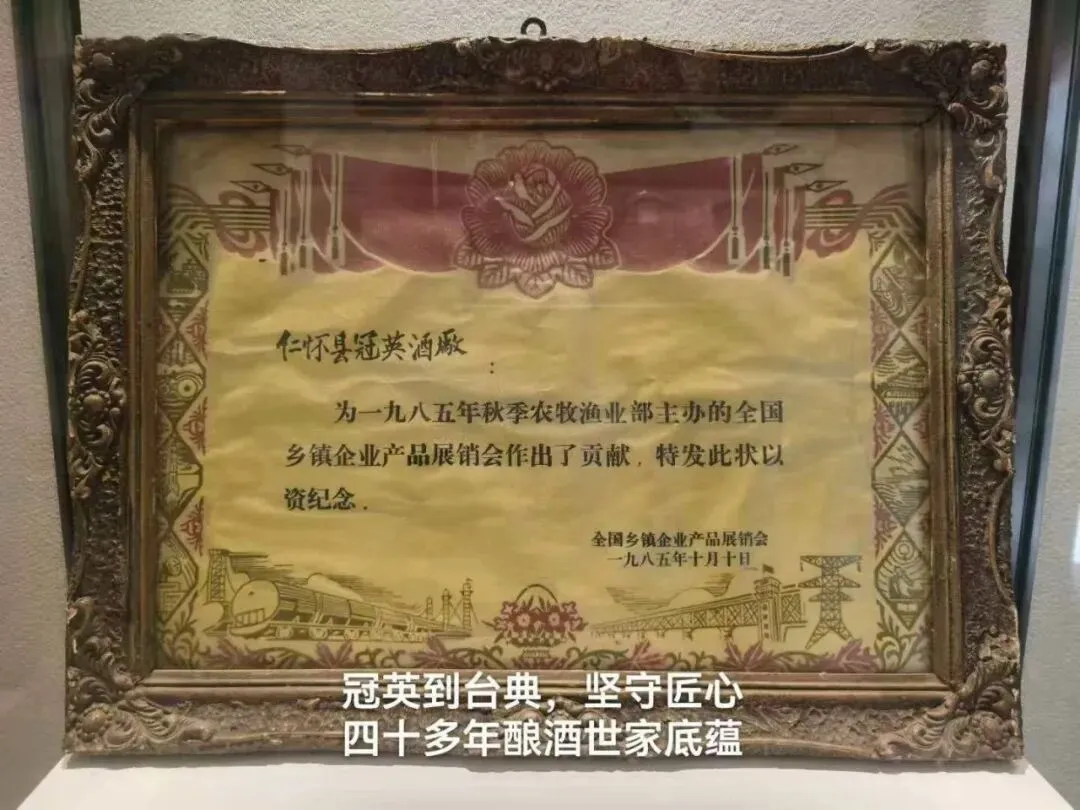 仁怀县冠英酒廠
：
为一九八五年秋季农牧渔业部主办的全国
乡镇企业产品展销会作出了贡献，特发此状以
资纪念．
全国乡镇企业产品展销会
一九八五年十月十日
冠英到台典，坚守匠心
四十多年酿酒世家底蕴